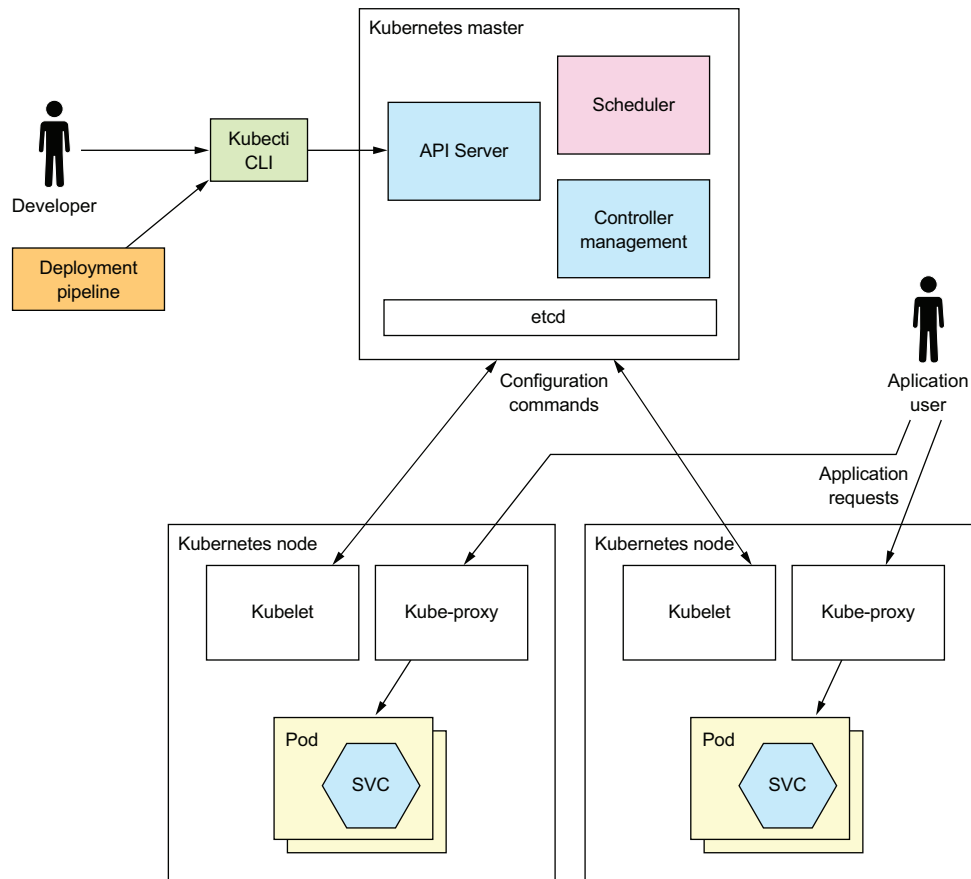 Kubernetes master
Scheduler
Kubecti
CLI
API Server
Developer
Controller
management
Deployment
pipeline
etcd
Configuration
commands
Aplication
user
Application
requests
Kubernetes node
Kubelet
Kube-proxy
Pod
SVC
Kubernetes node
Kubelet
Kube-proxy
Pod
SVC